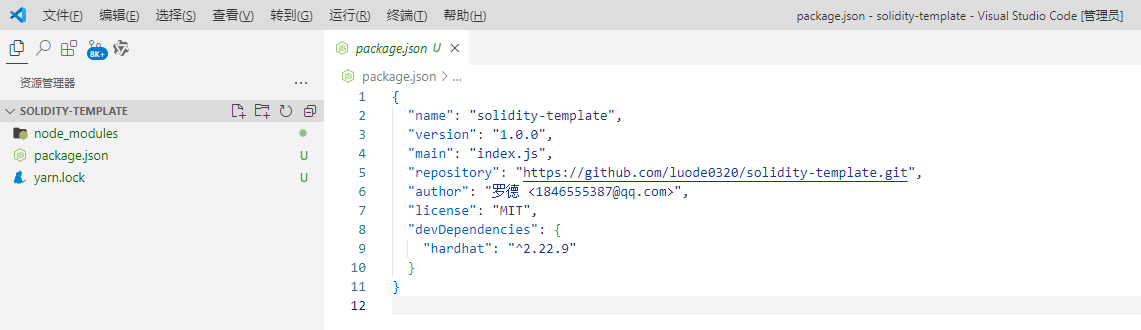 文件(F) 编辑(E) 选择(S) 查看(V) 转到(G) 运行(R) 终端(T) 帮助(H) package.json - solidity-template - Visual Studio Code [管理员]
8K+
package.json U
资源管理器 ...
package.json > ...
SOLIDITY-TEMPLATE
node_modules
package.json U
yarn.lock U
1 {
2 "name": "solidity-template",
3 "version": "1.0.0",
4 "main": "index.js",
5 "repository": "https://github.com/luode0320/solidity-template.git",
6 "author": "罗德 <1846555387@qq.com>",
7 "license": "MIT",
8 "devDependencies": {
9 "hardhat": "^2.22.9"
10 }
11 }
12